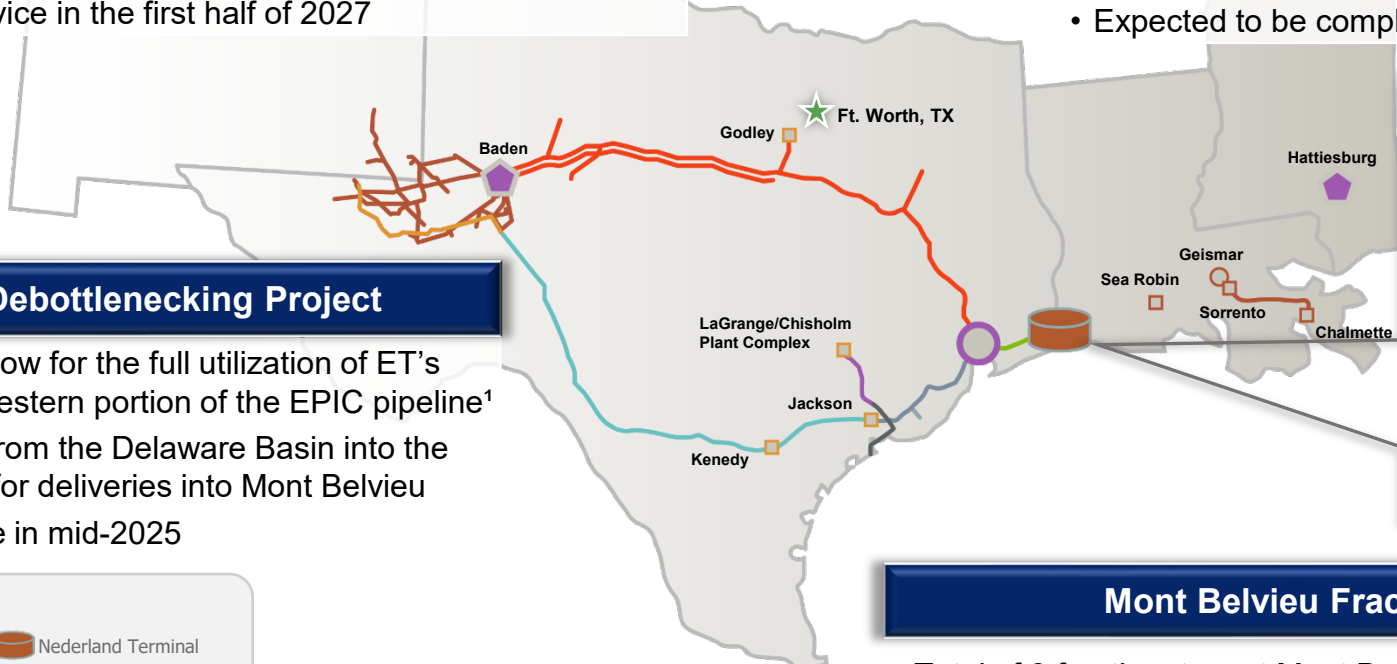 vice in the first half of 2027
• Expected to be compl
Ft. Worth, TX
Godley
Baden
Hattiesburg
Geismar
Sea Robin
Sorrento
Chalmette
Debottlenecking Project
LaGrange/Chisholm
Plant Complex
ow for the full utilization of ET's
estern portion of the EPIC pipeline¹
Jackson
rom the Delaware Basin into the
Kenedy
for deliveries into Mont Belvieu
e in mid-2025
Mont Belvieu Frac
Nederland Terminal